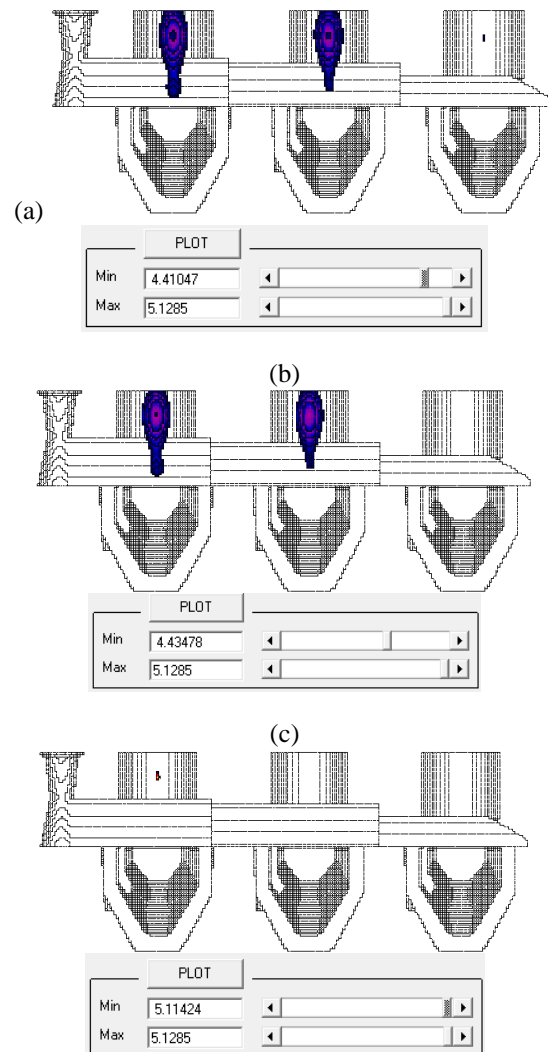 (a)
PLOT
Min 4.41047
Max 5.1285
(b)
PLOT
Min 4.43478
Max 5.1285
(c)
PLOT
Min 5.11424
Max 5.1285